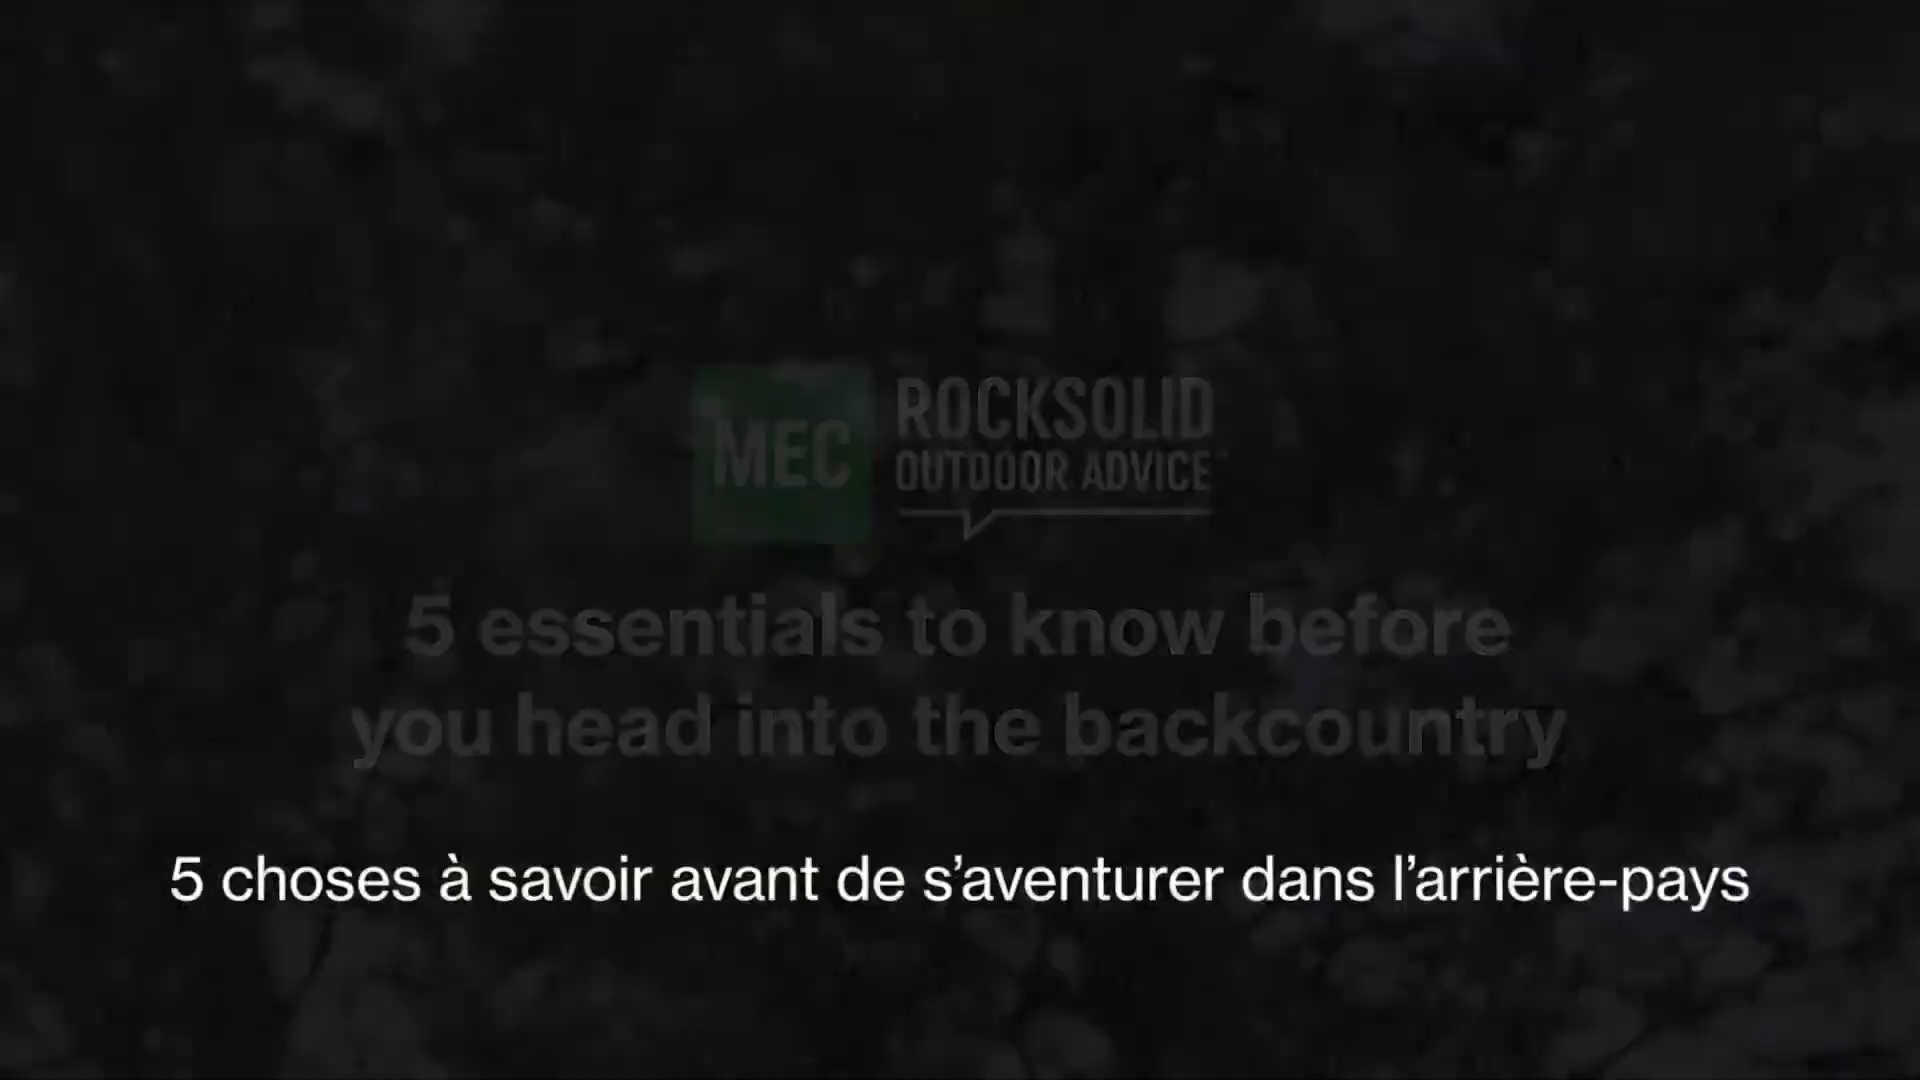 MEC
ROCKSOLID
OUTDOOR ADVICE
5 essentials to know before
you head into the backcountry
5 choses à savoir avant de s’aventurer dans l’arrière-pays